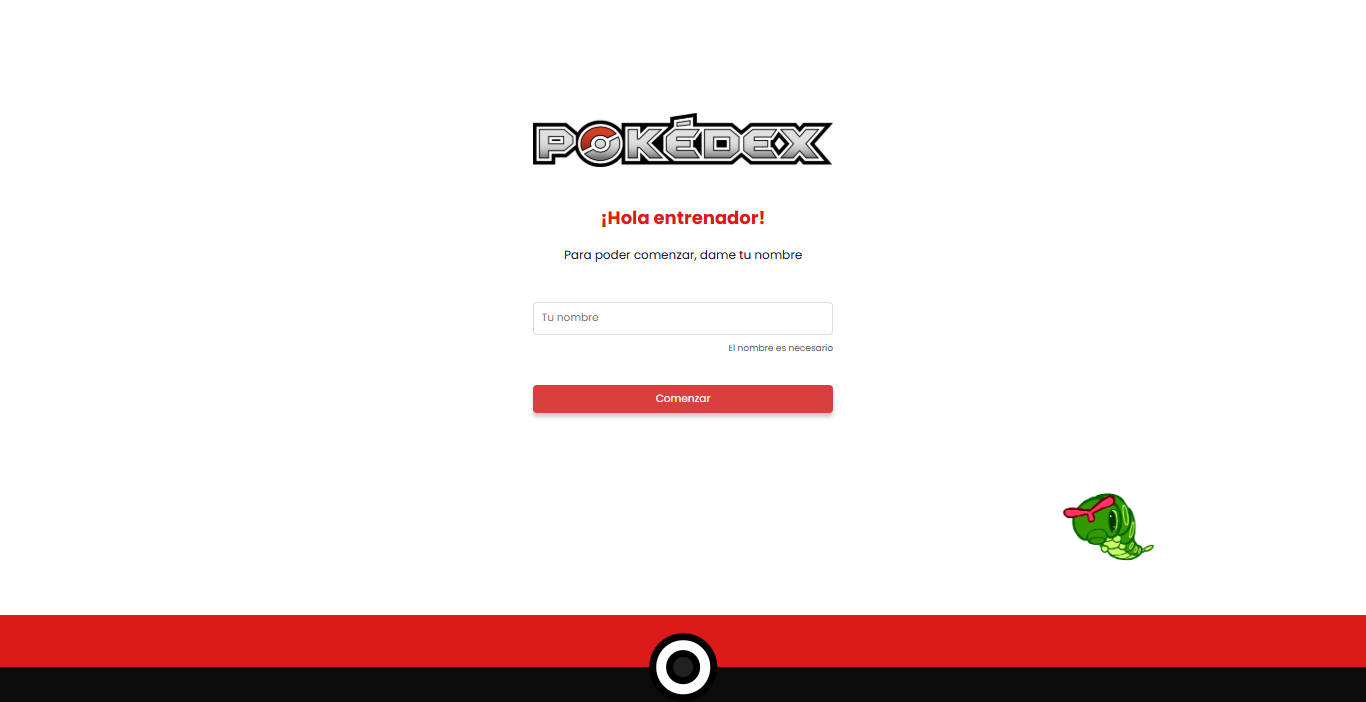 POKÉDEX
¡Hola entrenador!
Para poder comenzar, dame tu nombre
Tu nombre
El nombre es necesario
Comenzar